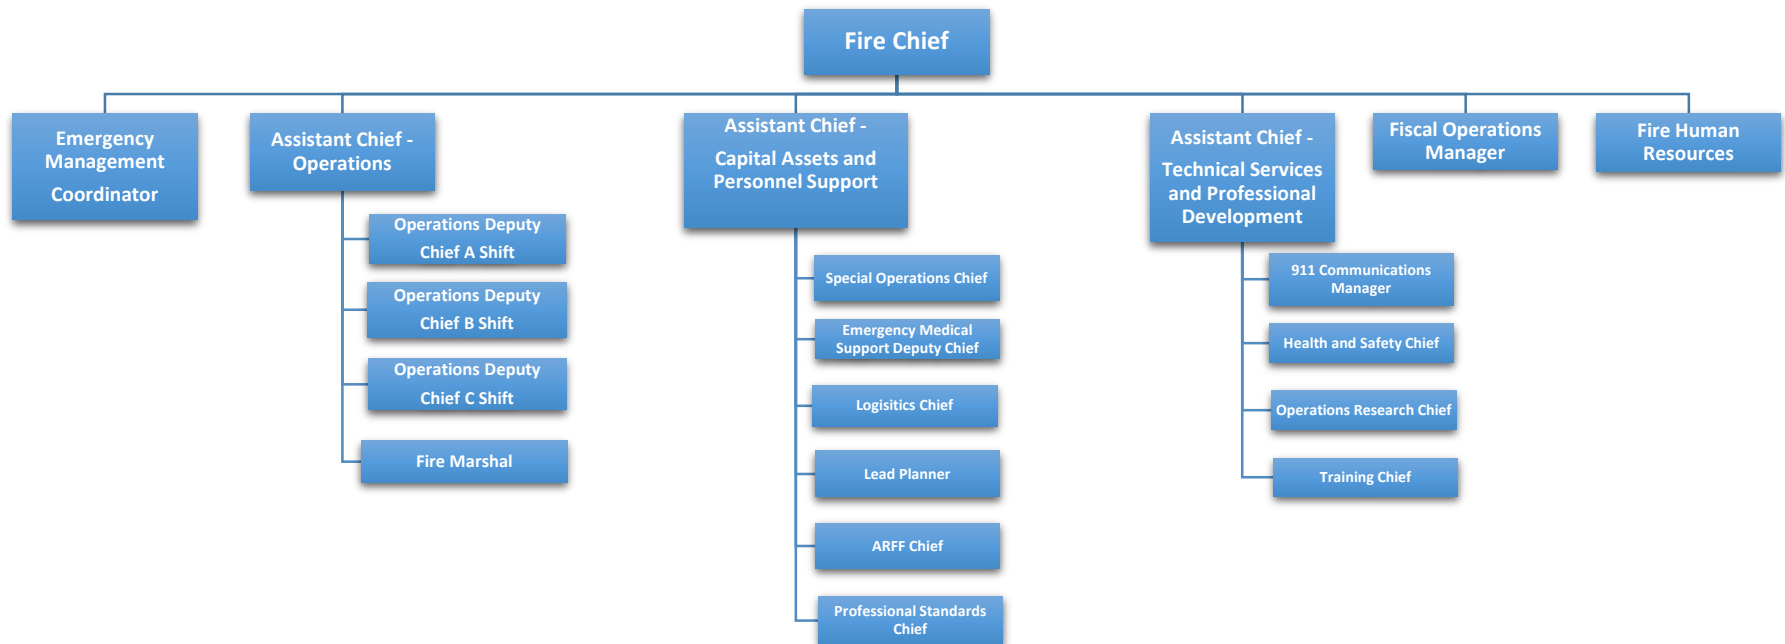 Fire Chief
Emergency
Management
Coordinator
Assistant Chief -
Operations
Operations Deputy
Chief A Shift
Operations Deputy
Chief B Shift
Operations Deputy
Chief C Shift
Fire Marshal
Assistant Chief -
Capital Assets and
Personnel Support
Special Operations Chief
Emergency Medical
Support Deputy Chief
Logisitics Chief
Lead Planner
ARFF Chief
Professional Standards
Chief
Assistant Chief -
Technical Services
and Professional
Development
911 Communications
Manager
Health and Safety Chief
Operations Research Chief
Training Chief
Fiscal Operations
Manager
Fire Human
Resources